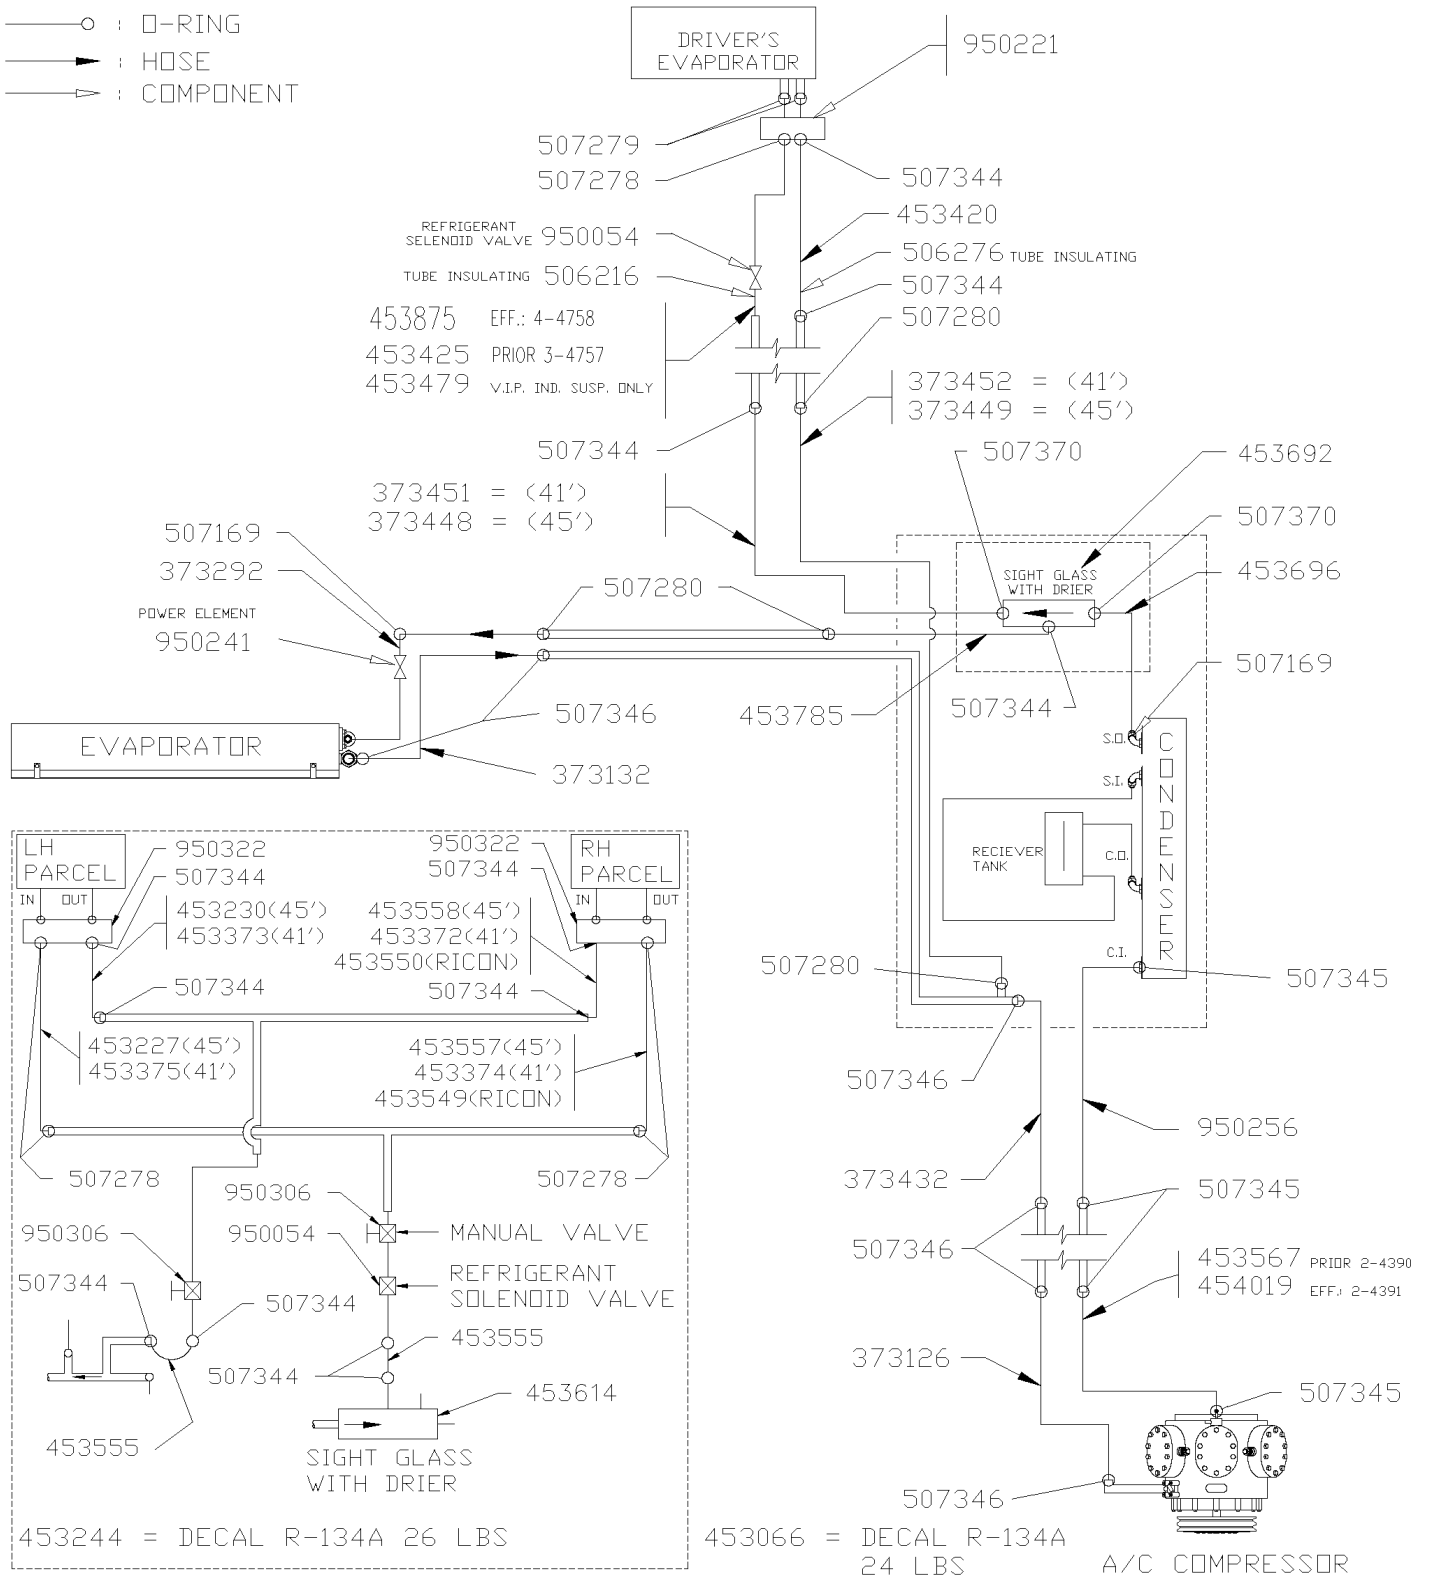 : O-RING
: HOSE
: COMPONENT
DRIVER'S
EVAPORATOR
950221
507279
507278
507344
453420
REFRIGERANT
SELENOID VALVE 950054
506276 TUBE INSULATING
TUBE INSULATING 506216
507344
453875 EFF.: 4-4758
507280
453425 PRIOR 3-4757
453479 V.I.P. IND. SUSP. ONLY
373452 = (41')
373449 = (45')
507344
507370
453692
373451 = (41')
373448 = (45')
507169
507370
373292
507280
SIGHT GLASS
WITH DRIER
453696
POWER ELEMENT
950241
507169
507346
453785
507344
EVAPORATOR
373132
S.O.
S.I.
CONDENSER
RECIEVER
TANK
C.O.
C.I.
507280
507345
507346
950256
373432
507345
507346
453567 PRIOR 2-4390
454019 EFF.: 2-4391
373126
507345
507346
A/C COMPRESSOR
453066 = DECAL R-134A
24 LBS
LH
PARCEL
950322
507344
IN OUT
453230(45')
453373(41')
507344
950322
507344
RH
PARCEL
IN OUT
453558(45')
453372(41')
453550(RICON)
507344
453227(45')
453375(41')
453557(45')
453374(41')
453549(RICON)
507278
507278
950306
950306
MANUAL VALVE
950054
REFRIGERANT
SOLENOID VALVE
507344
507344
453555
507344
453614
453555
SIGHT GLASS
WITH DRIER
453244 = DECAL R-134A 26 LBS